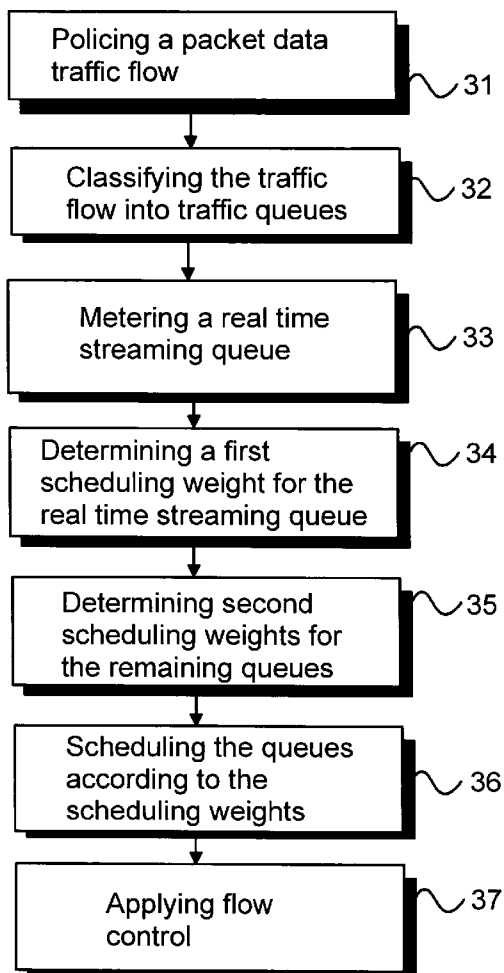 Policing a packet data
traffic flow
31
Classifying the traffic
flow into traffic queues
32
Metering a real time
streaming queue
33
Determining a first
scheduling weight for the
real time streaming queue
34
Determining second
scheduling weights for
the remaining queues
35
Scheduling the queues
according to the
scheduling weights
36
Applying flow
control
37